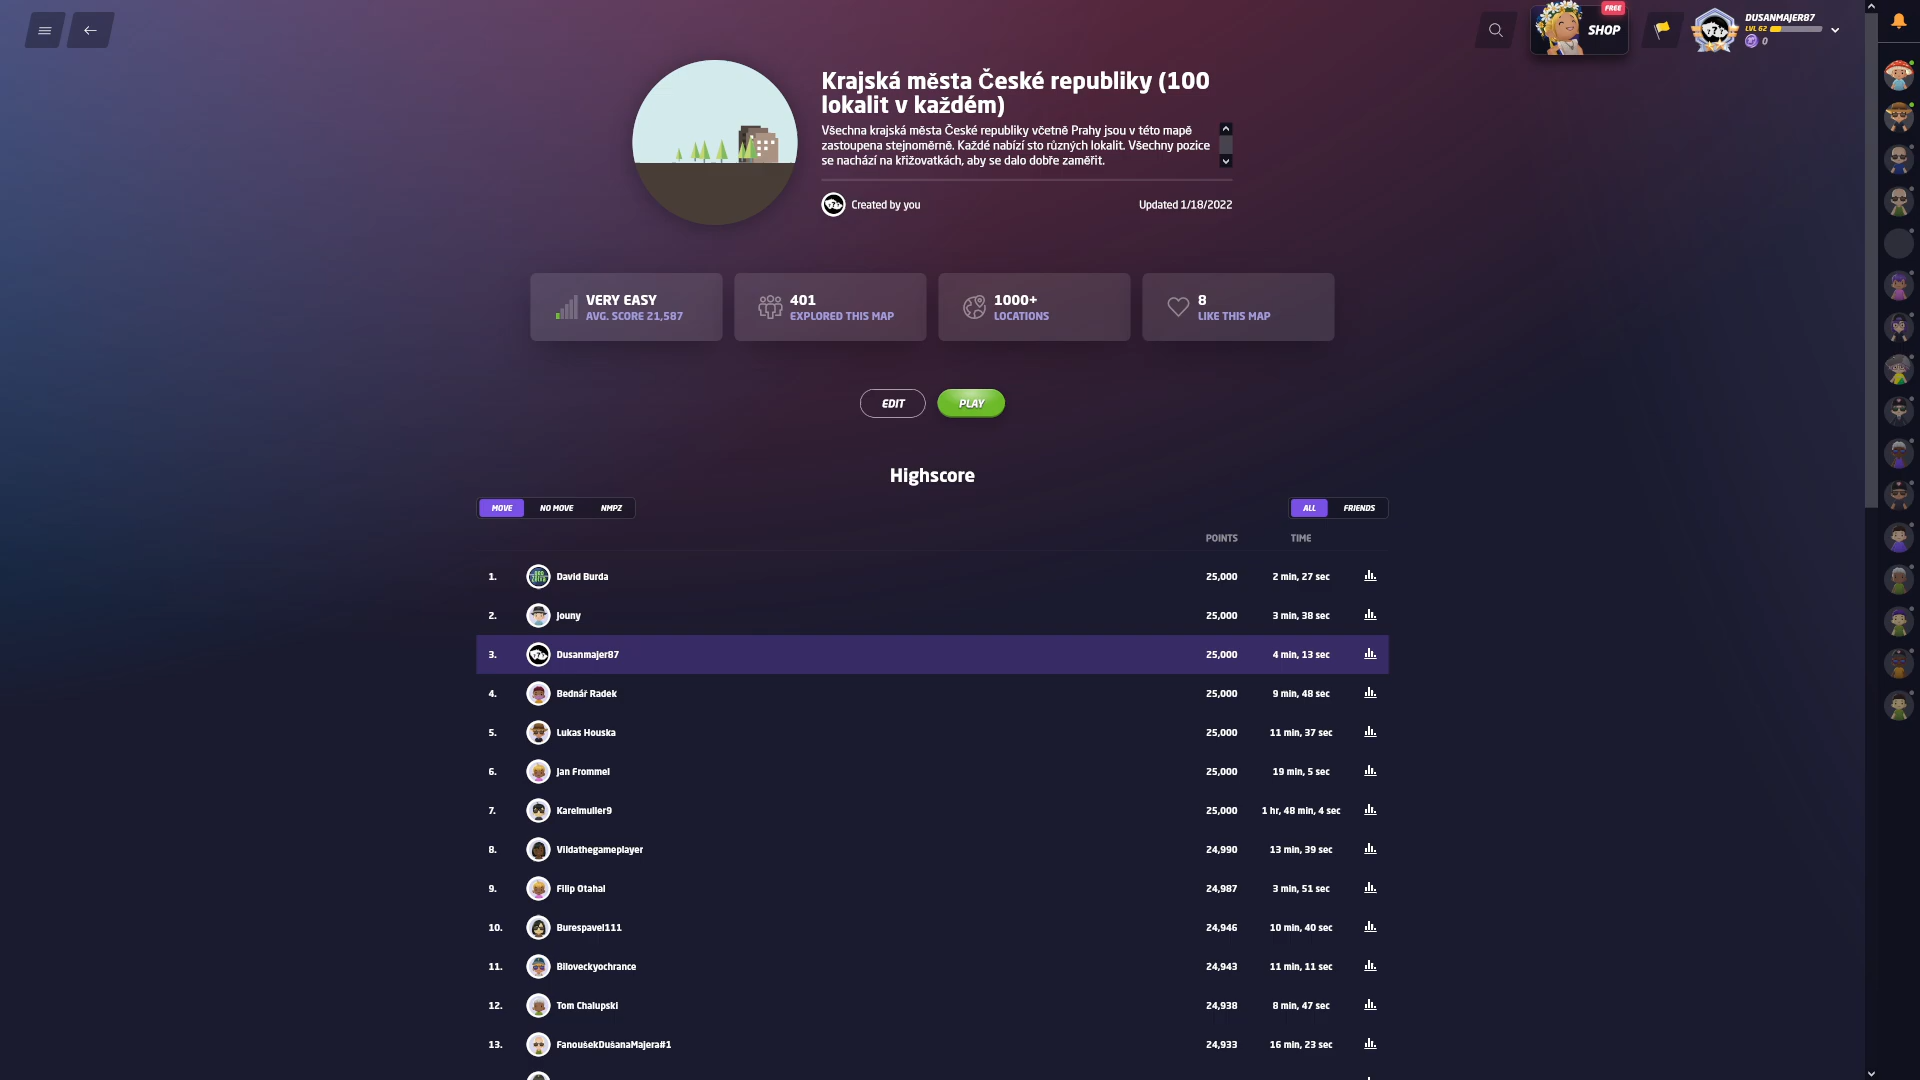 FREE
SHOP
DUSANMAJER87
LVL 62
0
Krajská města České republiky (100
lokalit v každém)
Všechna krajská města České republiky včetně Prahy jsou v této mapě
zastoupena stejnoměrně. Každé nabízí sto různých lokalit. Všechny pozice
se nachází na křižovatkách, aby se dalo dobře zaměřit.
Created by you Updated 1/18/2022
VERY EASY
AVG. SCORE 21,587
401
EXPLORED THIS MAP
1000+
LOCATIONS
8
LIKE THIS MAP
EDIT PLAY
Highscore
MOVE NO MOVE NMPZ ALL FRIENDS
POINTS TIME
1. David Burda 25,000 2 min, 27 sec
2. Jouny 25,000 3 min, 38 sec
3. Dusanmajer87 25,000 4 min, 13 sec
4. Bednář Radek 25,000 9 min, 48 sec
5. Lukas Houska 25,000 11 min, 37 sec
6. Jan Frommel 25,000 19 min, 5 sec
7. Karelmuller9 25,000 1 hr, 48 min, 4 sec
8. Vildathegameplayer 24,990 13 min, 39 sec
9. Filip Otahal 24,987 3 min, 51 sec
10. Burespavel111 24,946 10 min, 40 sec
11. Biloveckyochrance 24,943 11 min, 11 sec
12. Tom Chalupski 24,938 8 min, 47 sec
13. FanoušekDušanaMajera#1 24,933 16 min, 23 sec